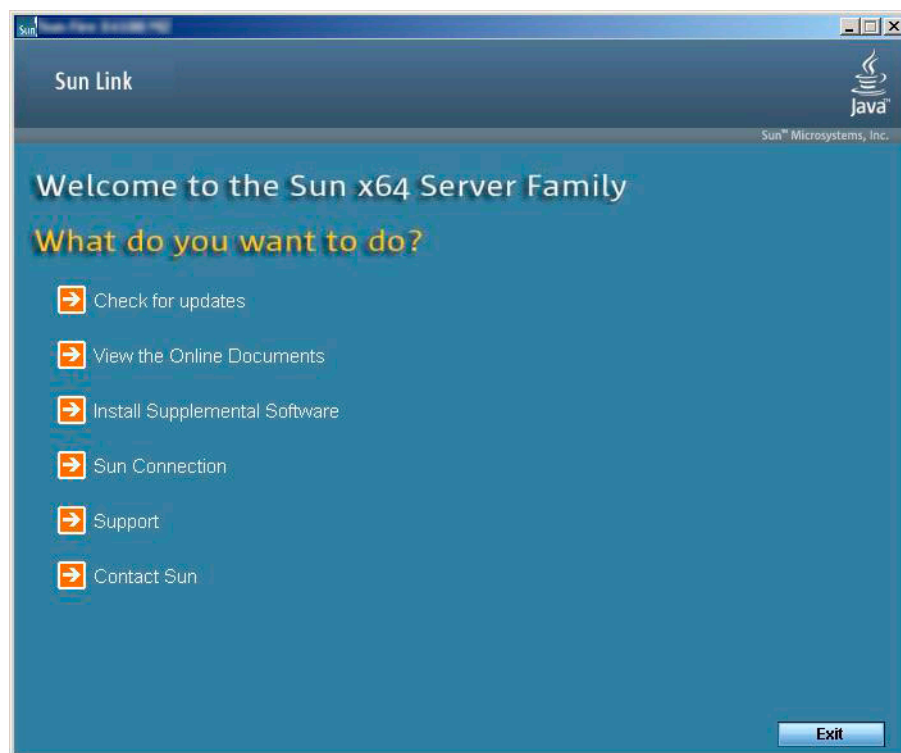 Sun
Sun Link
Java™
Sun™ Microsystems, Inc.
Welcome to the Sun x64 Server Family
What do you want to do?
Check for updates
View the Online Documents
Install Supplemental Software
Sun Connection
Support
Contact Sun
Exit